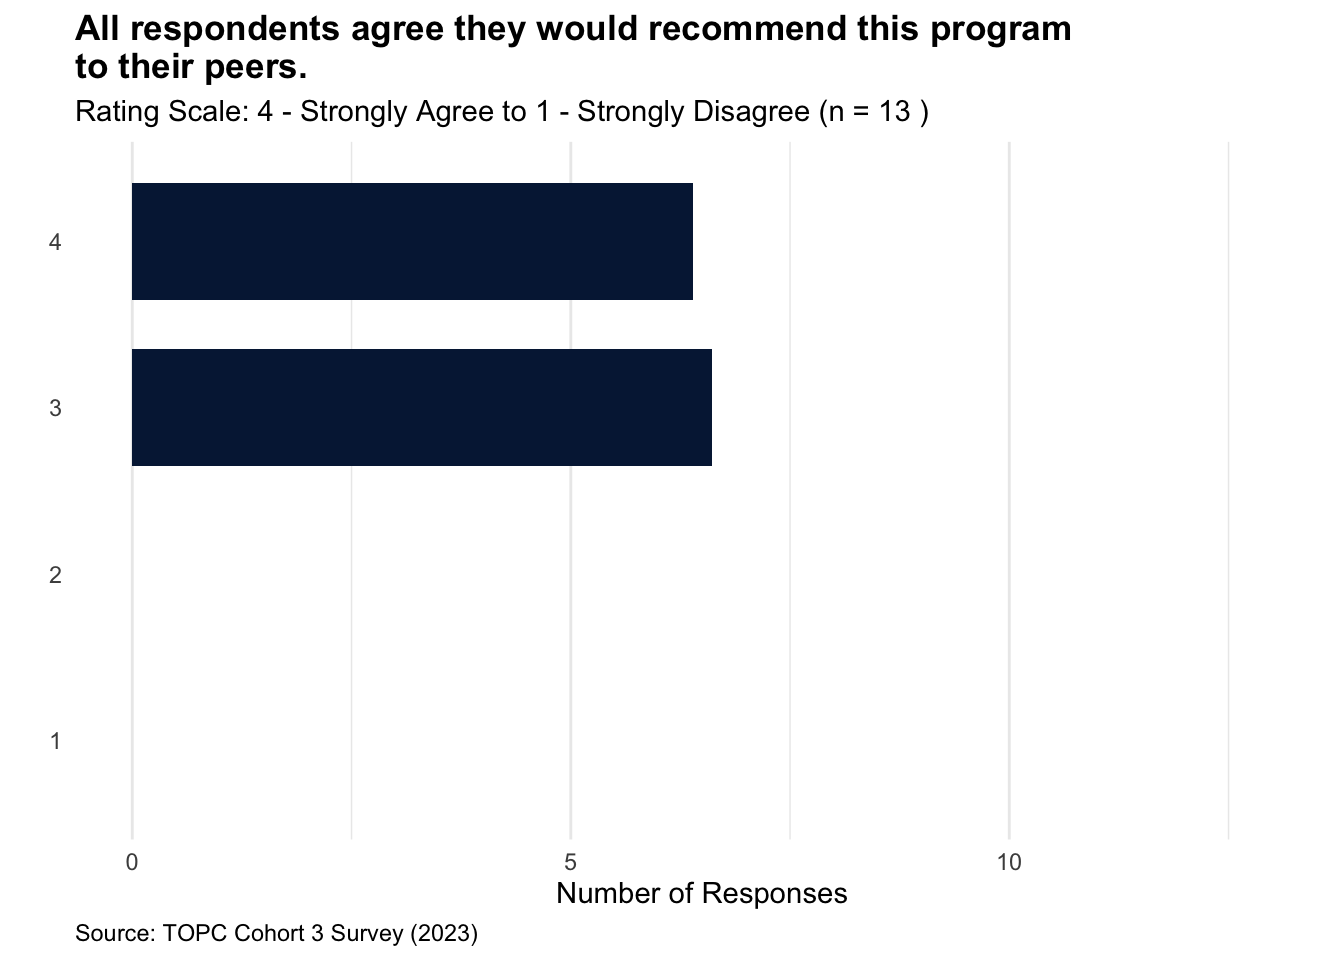 All respondents agree they would recommend this program
to their peers.
Rating Scale: 4 - Strongly Agree to 1 - Strongly Disagree (n = 13 )
4
3
2
1
0 5 10
Number of Responses
Source: TOPC Cohort 3 Survey (2023)